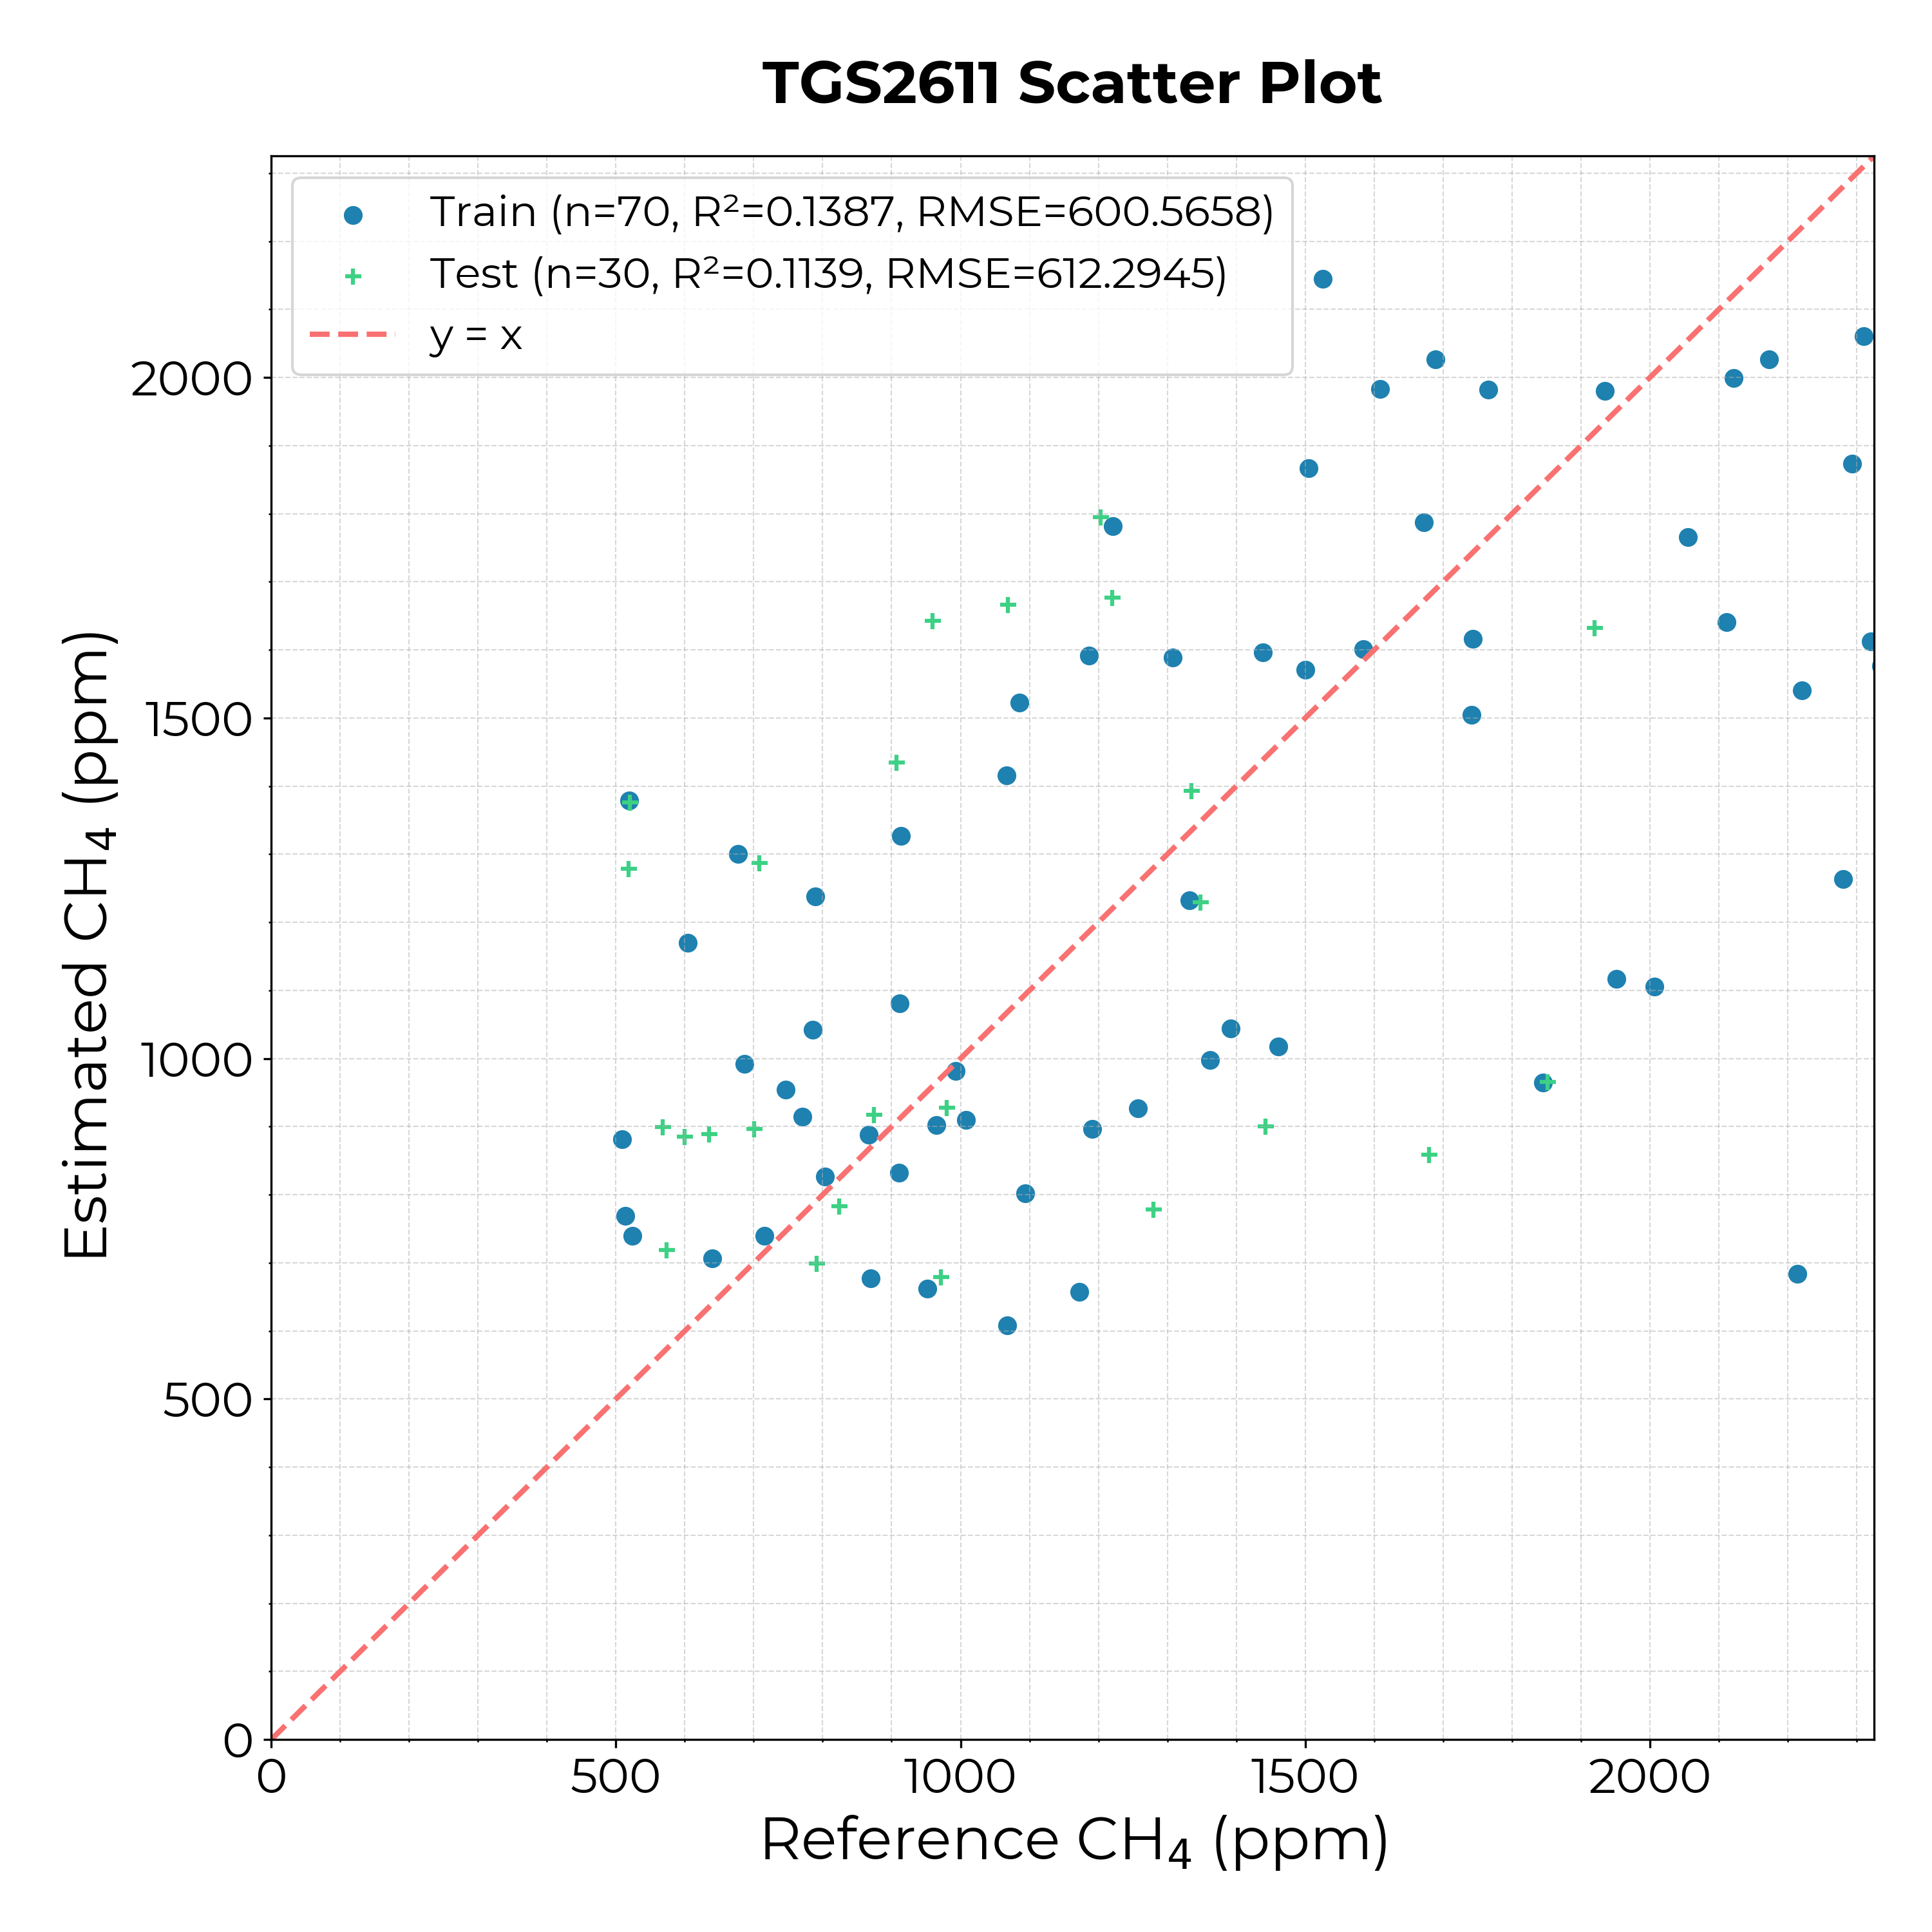 TGS2611 Scatter Plot
Train (n=70, R²=0.1387, RMSE=600.5658)
Test (n=30, R²=0.1139, RMSE=612.2945)
y = x
Estimated CH₄ (ppm)
2000
1500
1000
500
0
0 500 1000 1500 2000
Reference CH₄ (ppm)